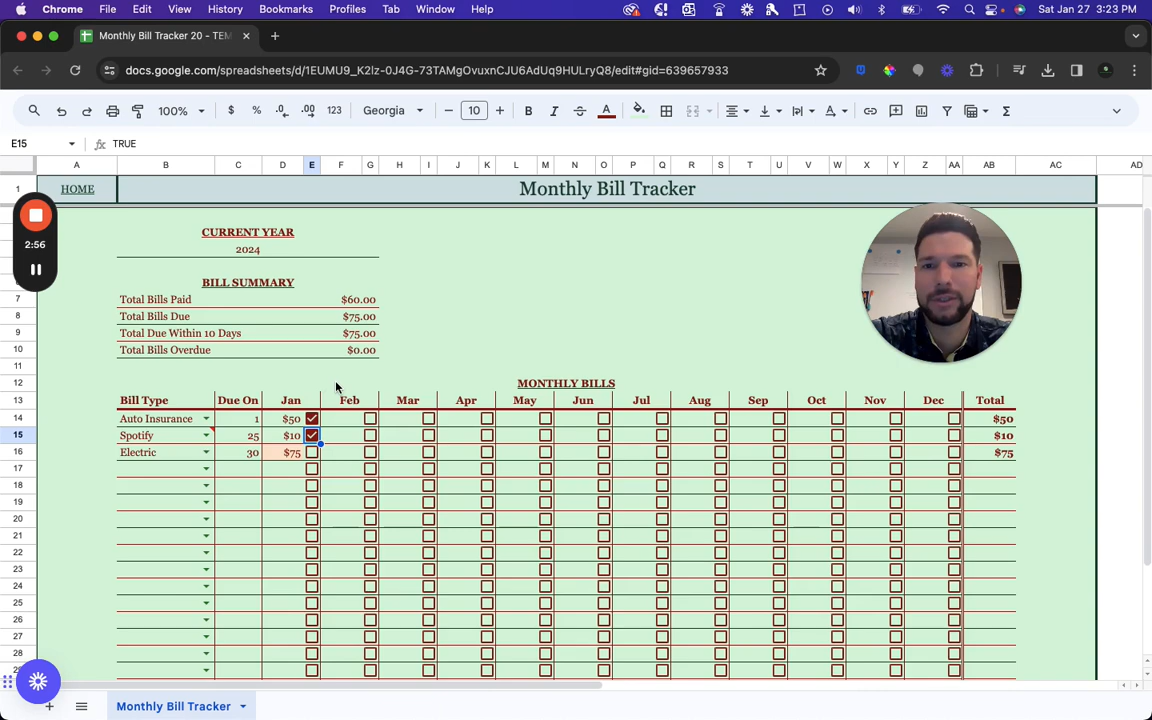 Chrome File Edit View History Bookmarks Profiles Tab Window Help Sat Jan 27 3:23 PM
Monthly Bill Tracker 20 - TEM
docs.google.com/spreadsheets/d/1EUMU9_K2lz-0J4G-73TAMgOvuxnCJU6AdUq9HULryQ8/edit#gid=639657933
100% $ % .0 .00 123 Georgia 10 B I S A
E15 fx TRUE
A B C D E F G H I J K L M N O P Q R S T U V W X Y Z AA AB AC AD
1 HOME Monthly Bill Tracker
2:56
CURRENT YEAR
2024
BILL SUMMARY
7 Total Bills Paid $60.00
8 Total Bills Due $75.00
9 Total Due Within 10 Days $75.00
10 Total Bills Overdue $0.00
11
12 MONTHLY BILLS
13 Bill Type Due On Jan Feb Mar Apr May Jun Jul Aug Sep Oct Nov Dec Total
14 Auto Insurance 1 $50 $50
15 Spotify 25 $10 $10
16 Electric 30 $75 $75
17
18
19
20
21
22
23
24
25
26
27
28
Monthly Bill Tracker